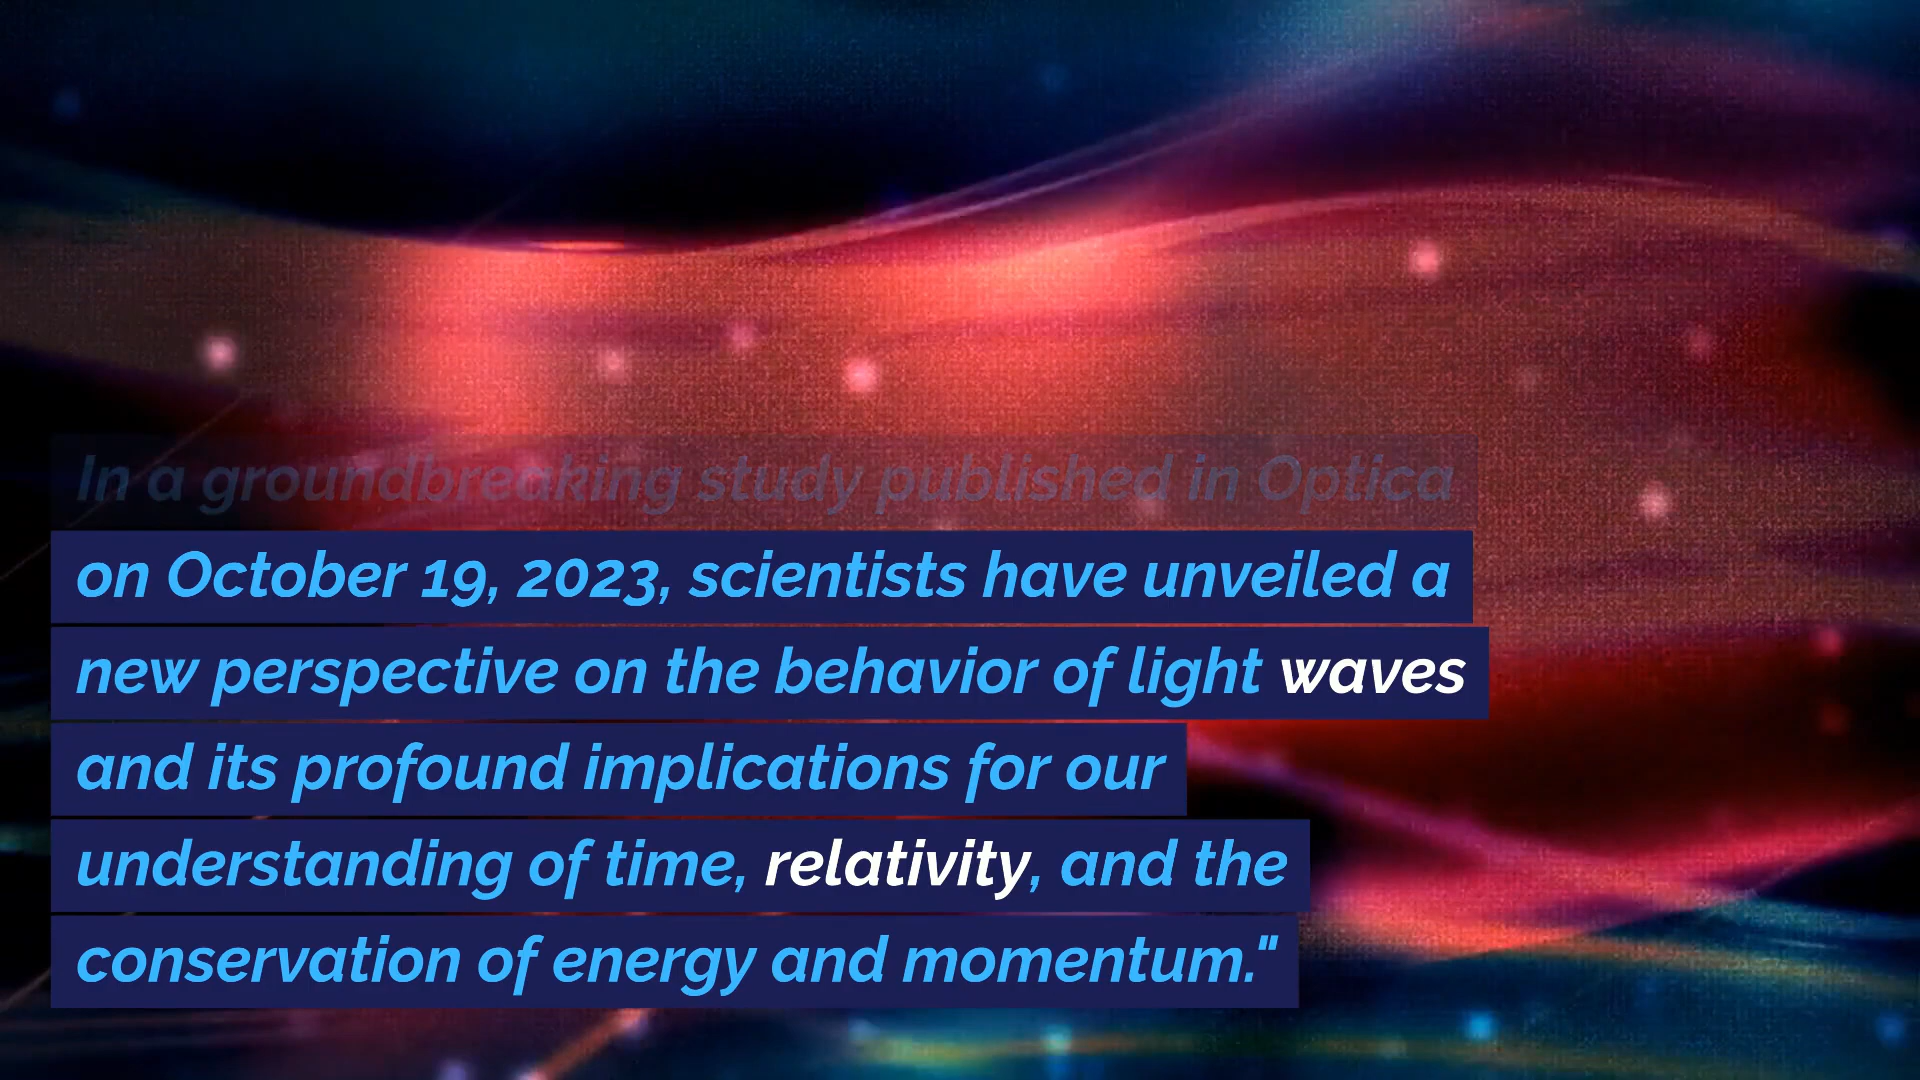 In a groundbreaking study published in Optica
on October 19, 2023, scientists have unveiled a
new perspective on the behavior of light waves
and its profound implications for our
understanding of time, relativity, and the
conservation of energy and momentum."